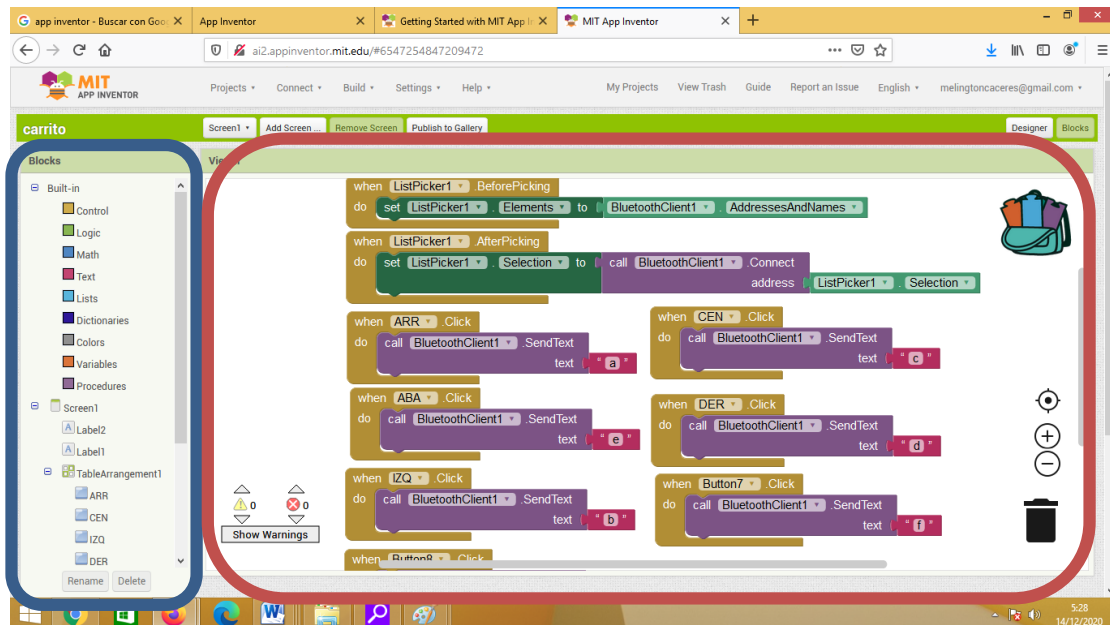 app inventor - Buscar con Goo
App Inventor
Getting Started with MIT App In
MIT App Inventor
ai2.appinventor.mit.edu/#6547254847209472
MIT
APP INVENTOR
Projects Connect Build Settings Help My Projects View Trash Guide Report an Issue English melingtoncaceres@gmail.com
carrito Screen1 Add Screen ... Remove Screen Publish to Gallery Designer Blocks
Blocks
Built-in
Control
Logic
Math
Text
Lists
Dictionaries
Colors
Variables
Procedures
Screen1
Label2
Label1
TableArrangement1
ARR
CEN
IZQ
DER
Rename Delete
when ListPicker1 .BeforePicking
do set ListPicker1 . Elements to BluetoothClient1 . AddressesAndNames
when ListPicker1 .AfterPicking
do set ListPicker1 . Selection to call BluetoothClient1 .Connect
address ListPicker1 . Selection
when ARR .Click
do call BluetoothClient1 .SendText
text " a "
when CEN .Click
do call BluetoothClient1 .SendText
text " c "
when ABA .Click
do call BluetoothClient1 .SendText
text " e "
when DER .Click
do call BluetoothClient1 .SendText
text " d "
when IZQ .Click
do call BluetoothClient1 .SendText
text " b "
when Button7 .Click
do call BluetoothClient1 .SendText
text " f "
when Button8 .Click
0 0
Show Warnings
5:28
14/12/2020